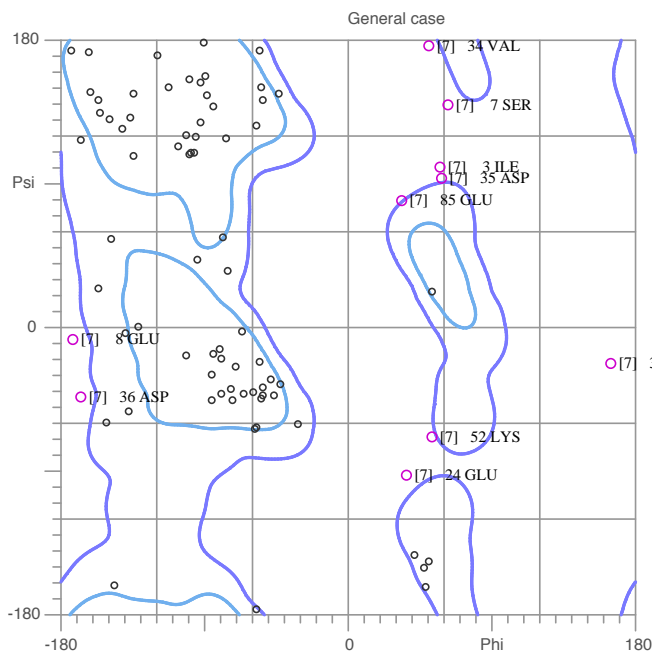 General case
180
[7] 34 VAL
[7] 7 SER
[7] 3 ILE
[7] 35 ASP
Psi
[7] 85 GLU
0
[7] 8 GLU
[7]
[7] 36 ASP
[7] 52 LYS
[7] 24 GLU
-180
-180 0 Phi 180